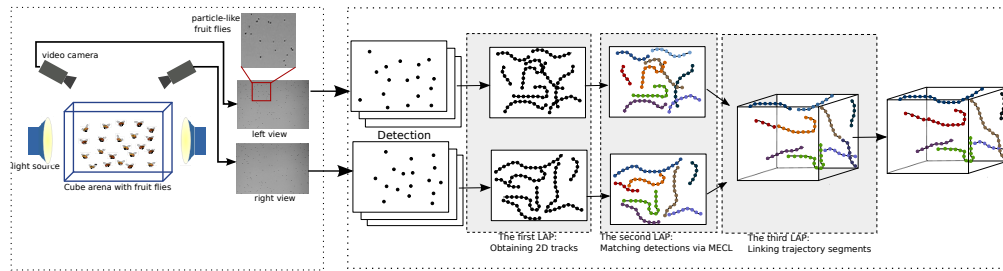 particle-like
fruit flies
video camera
left view
light source
Cube arena with fruit flies
right view
Detection
The first LAP:
Obtaining 2D tracks
The second LAP:
Matching detections via MECL
The third LAP:
Linking trajectory segments